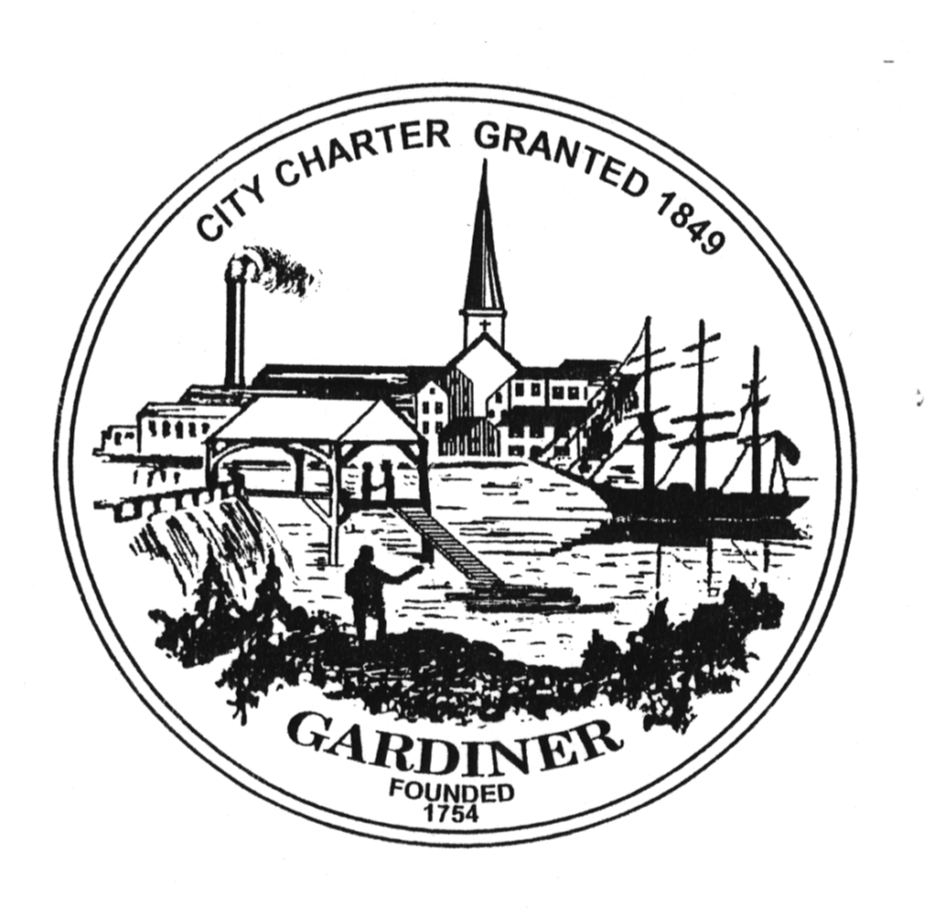 CITY CHARTER GRANTED 1849
GARDINER
FOUNDED
1754